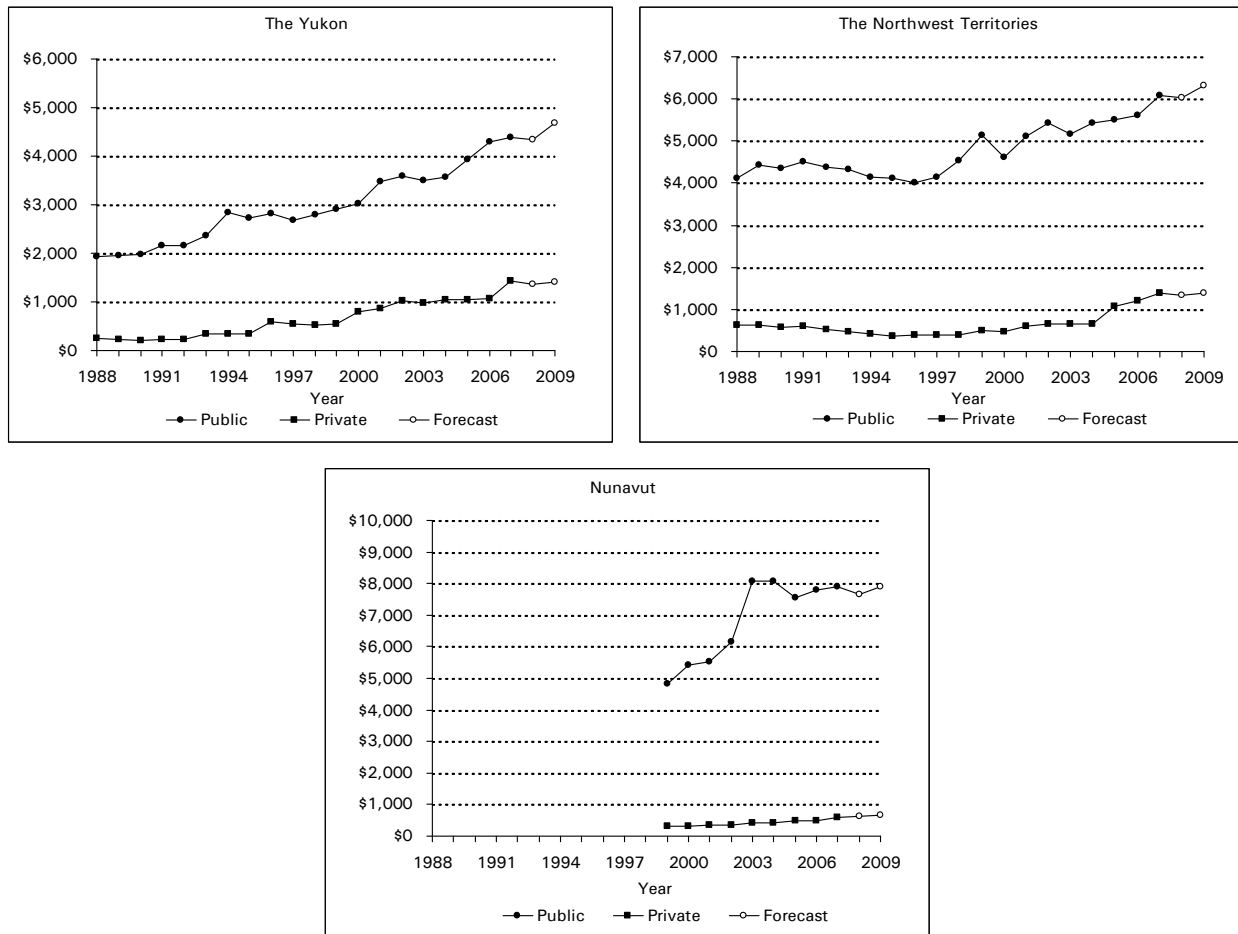 The Yukon
$6,000
$5,000
$4,000
$3,000
$2,000
$1,000
$0
1988 1991 1994 1997 2000 2003 2006 2009
Year
Public Private Forecast
The Northwest Territories
$7,000
$6,000
$5,000
$4,000
$3,000
$2,000
$1,000
$0
1988 1991 1994 1997 2000 2003 2006 2009
Year
Public Private Forecast
Nunavut
$10,000
$9,000
$8,000
$7,000
$6,000
$5,000
$4,000
$3,000
$2,000
$1,000
$0
1988 1991 1994 1997 2000 2003 2006 2009
Year
Public Private Forecast